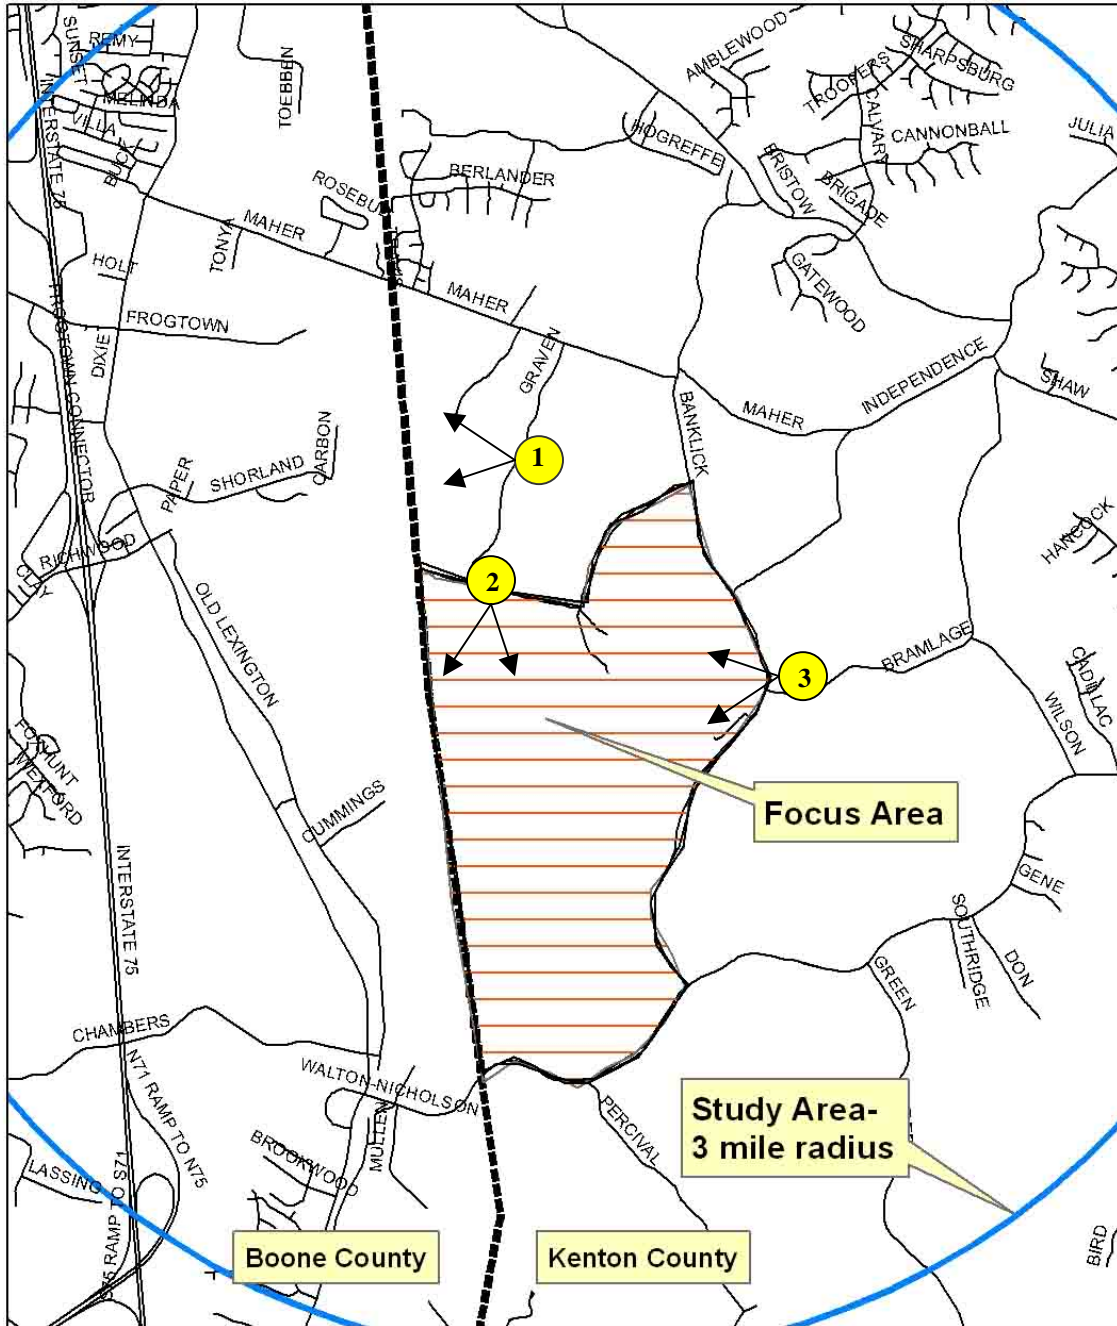 SUNSET
REMY
MELINDA
VILLA
BUCK
INTERSTATE 75
TOEBBEN
AMBLEWOOD
TROOPERS
SHARPSBURG
CALVARY
CANNONBALL
JULIA
HOGREFFE
BRISTOW
BRIGADE
GATEWOOD
BERLANDER
ROSEBUD
MAHER
TONYA
HOLT
FROGTOWN
DIXIE
FROGTOWN CONNECTOR
MAHER
GRAVEN
BANKLICK
MAHER
INDEPENDENCE
SHAW
CARBON
SHORLAND
PAPER
RICHWOOD
CLAY
1
HANCOCK
2
OLD LEXINGTON
3
BRAMLAGE
CADILLAC
WILSON
FOXHUNT
WEXFORD
CUMMINGS
Focus Area
INTERSTATE 75
GENE
SOUTHRIDGE
DON
GREEN
CHAMBERS
N71 RAMP TO N75
WALTON-NICHOLSON
MULLEN
PERCIVAL
Study Area-
3 mile radius
LASSING
S75 RAMP TO S71
BROOKWOOD
Boone County
Kenton County
BIRD